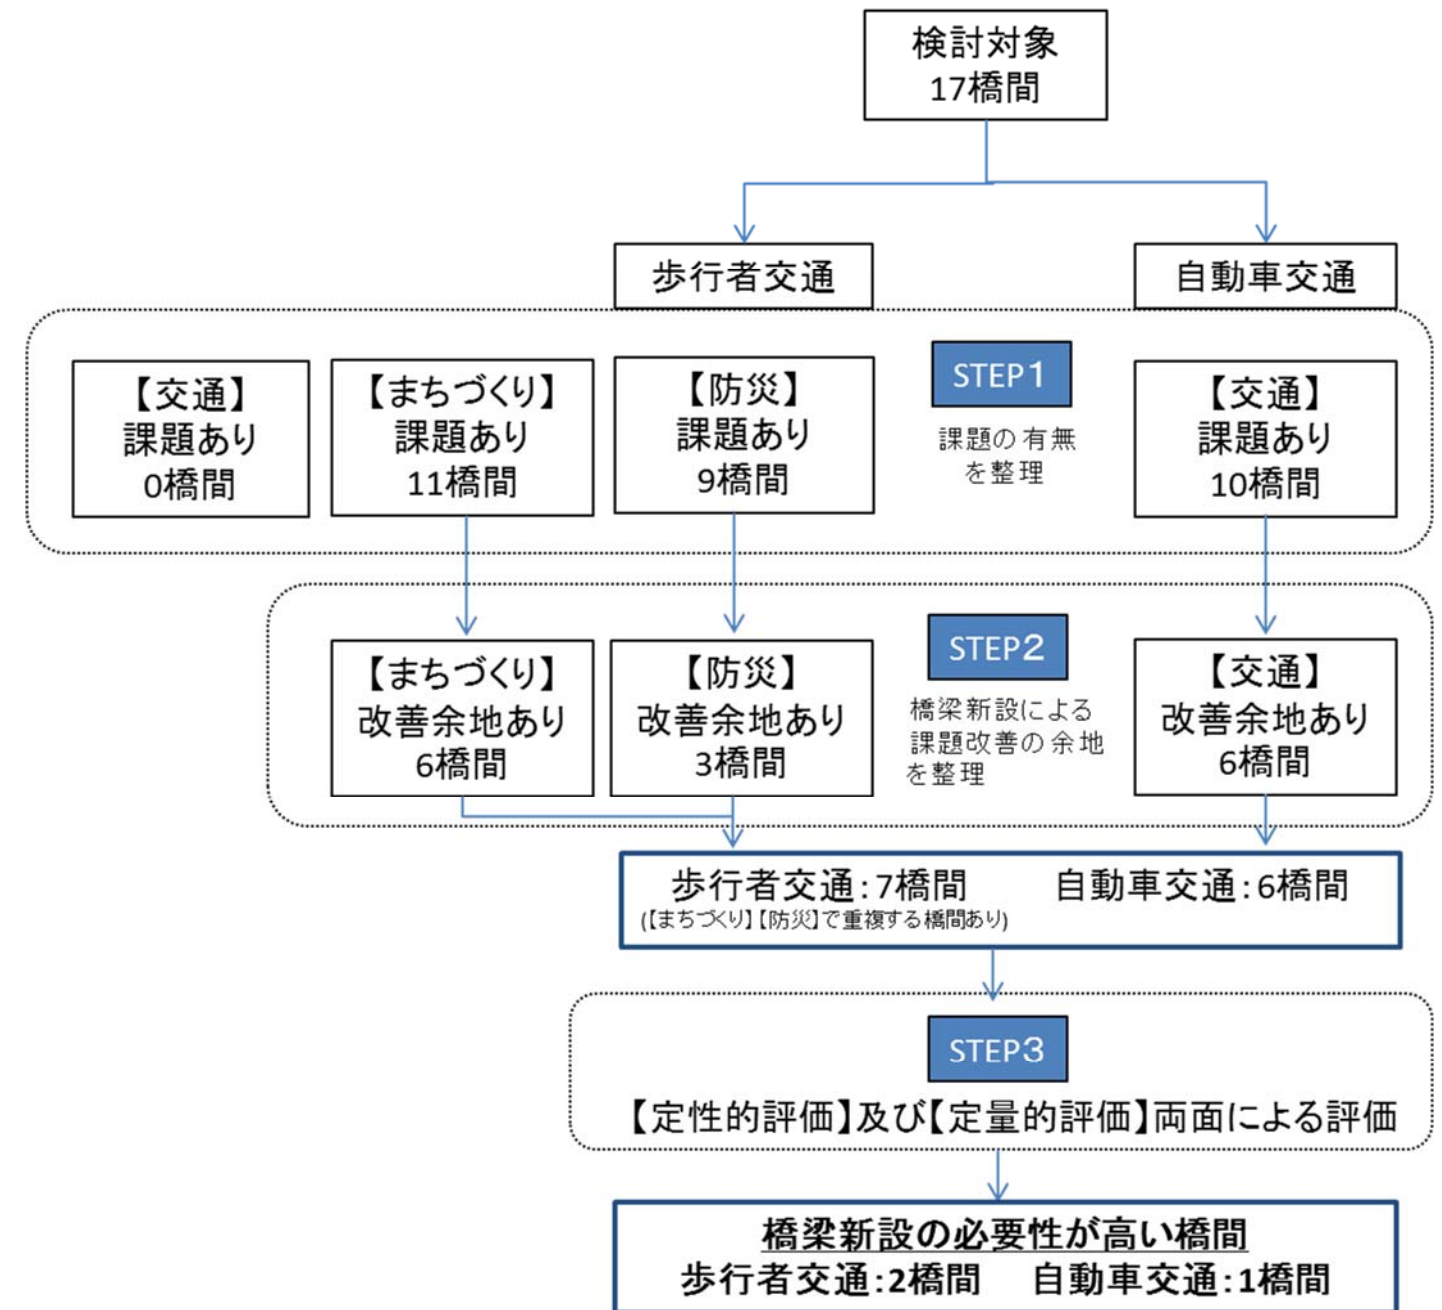 検討対象
17橋間
歩行者交通
自動車交通
【交通】
課題あり
0橋間
【まちづくり】
課題あり
11橋間
【防災】
課題あり
9橋間
STEP1
課題の有無
を整理
【交通】
課題あり
10橋間
【まちづくり】
改善余地あり
6橋間
【防災】
改善余地あり
3橋間
STEP2
橋梁新設による
課題改善の余地
を整理
【交通】
改善余地あり
6橋間
歩行者交通:7橋間 自動車交通:6橋間
(【まちづくり】【防災】で重複する橋間あり)
STEP3
【定性的評価】及び【定量的評価】両面による評価
橋梁新設の必要性が高い橋間
歩行者交通:2橋間 自動車交通:1橋間